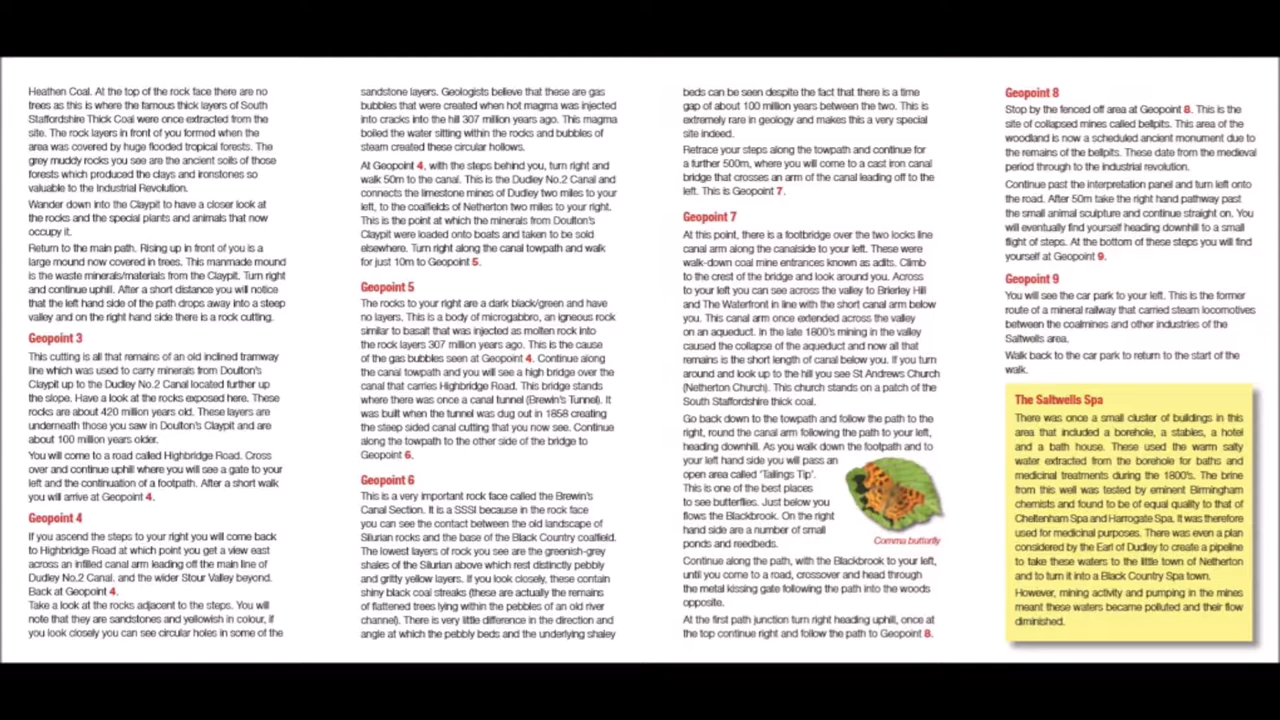 Heathen Coal. At the top of the rock face there are no
trees as this is where the famous thick layers of South
Staffordshire Thick Coal were once extracted from the
site. The rock layers in front of you formed when the
area was covered by huge flooded tropical forests. The
grey muddy rocks you see are the ancient soils of those
forests which produced the clays and ironstones so
valuable to the Industrial Revolution.
Wander down into the Claypit to have a closer look at
the rocks and the special plants and animals that now
occupy it.
Return to the main path. Rising up in front of you is a
large mound now covered in trees. This manmade mound
is the waste minerals/materials from the Claypit. Turn right
and continue uphill. After a short distance you will notice
that the left hand side of the path drops away into a steep
valley and on the right hand side there is a rock cutting.
Geopoint 3
This cutting is all that remains of an old inclined tramway
line which was used to carry minerals from Doulton's
Claypit up to the Dudley No.2 Canal located further up
the slope. Have a look at the rocks exposed here. These
rocks are about 420 million years old. These layers are
underneath those you saw in Doulton's Claypit and are
about 100 million years older.
You will come to a road called Highbridge Road. Cross
over and continue uphill where you will see a gate to your
left and the continuation of a footpath. After a short walk
you will arrive at Geopoint 4.
Geopoint 4
If you ascend the steps to your right you will come back
to Highbridge Road at which point you get a view east
across an infilled canal arm leading off the main line of
Dudley No.2 Canal, and the wider Stour Valley beyond.
Back at Geopoint 4.
Take a look at the rocks adjacent to the steps. You will
note that they are sandstones and yellowish in colour, if
you look closely you can see circular holes in some of the
sandstone layers. Geologists believe that these are gas
bubbles that were created when hot magma was injected
into cracks into the hill 307 million years ago. This magma
boiled the water sitting within the rocks and bubbles of
steam created these circular hollows.
At Geopoint 4, with the steps behind you, turn right and
walk 50m to the canal. This is the Dudley No.2 Canal and
connects the limestone mines of Dudley two miles to your
left, to the coalfields of Netherton two miles to your right.
This is the point at which the minerals from Doulton's
Claypit were loaded onto boats and taken to be sold
elsewhere. Turn right along the canal towpath and walk
for just 10m to Geopoint 5.
Geopoint 5
The rocks to your right are a dark black/green and have
no layers. This is a body of microgabbro, an igneous rock
similar to basalt that was injected as molten rock into
the rock layers 307 million years ago. This is the cause
of the gas bubbles seen at Geopoint 4. Continue along
the canal towpath and you will see a high bridge over the
canal that carries Highbridge Road. This bridge stands
where there was once a canal tunnel (Brewin's Tunnel). It
was built when the tunnel was dug out in 1858 creating
the steep sided canal cutting that you now see. Continue
along the towpath to the other side of the bridge to
Geopoint 6.
Geopoint 6
This is a very important rock face called the Brewin's
Canal Section. It is a SSSI because in the rock face
you can see the contact between the old landscape of
Silurian rocks and the base of the Black Country coalfield.
The lowest layers of rock you see are the greenish-grey
shales of the Silurian above which rest distinctly pebbly
and gritty yellow layers. If you look closely, these contain
shiny black coal streaks (these are actually the remains
of flattened trees lying within the pebbles of an old river
channel). There is very little difference in the direction and
angle at which the pebbly beds and the underlying shaley
beds can be seen despite the fact that there is a time
gap of about 100 million years between the two. This is
extremely rare in geology and makes this a very special
site indeed.
Retrace your steps along the towpath and continue for
a further 500m, where you will come to a cast iron canal
bridge that crosses an arm of the canal leading off to the
left. This is Geopoint 7.
Geopoint 7
At this point, there is a footbridge over the two locks line
canal arm along the canalside to your left. These were
walk-down coal mine entrances known as adits. Climb
to the crest of the bridge and look around you. Across
to your left you can see across the valley to Brierley Hill
and The Waterfront in line with the short canal arm below
you. This canal arm once extended across the valley
on an aqueduct. In the late 1800's mining in the valley
caused the collapse of the aqueduct and now all that
remains is the short length of canal below you. If you turn
around and look up to the hill you see St Andrews Church
(Netherton Church). This church stands on a patch of the
South Staffordshire thick coal.
Go back down to the towpath and follow the path to the
right, round the canal arm following the path to your left,
heading downhill. As you walk down the footpath and to
your left hand side you will pass an
open area called 'Tailings Tip'.
This is one of the best places
to see butterflies. Just below you
flows the Blackbrook. On the right
hand side are a number of small
ponds and reedbeds.
Comma butterfly
Continue along the path, with the Blackbrook to your left,
until you come to a road, crossover and head through
the metal kissing gate following the path into the woods
opposite.
At the first path junction turn right heading uphill, once at
the top continue right and follow the path to Geopoint 8.
Geopoint 8
Stop by the fenced off area at Geopoint 8. This is the
site of collapsed mines called bellpits. This area of the
woodland is now a scheduled ancient monument due to
the remains of the bellpits. These date from the medieval
period through to the industrial revolution.
Continue past the interpretation panel and turn left onto
the road. After 50m take the right hand pathway past
the small animal sculpture and continue straight on. You
will eventually find yourself heading downhill to a small
flight of steps. At the bottom of these steps you will find
yourself at Geopoint 9.
Geopoint 9
You will see the car park to your left. This is the former
route of a mineral railway that carried steam locomotives
between the coalmines and other industries of the
Saltwells area.
Walk back to the car park to return to the start of the
walk.
The Saltwells Spa
There was once a small cluster of buildings in this
area that included a borehole, a stables, a hotel
and a bath house. These used the warm salty
water extracted from the borehole for baths and
medicinal treatments during the 1800's. The brine
from this well was tested by eminent Birmingham
chemists and found to be of equal quality to that of
Cheltenham Spa and Harrogate Spa. It was therefore
used for medicinal purposes. There was even a plan
considered by the Earl of Dudley to create a pipeline
to take these waters to the little town of Netherton
and to turn it into a Black Country Spa town.
However, mining activity and pumping in the mines
meant these waters became polluted and their flow
diminished.